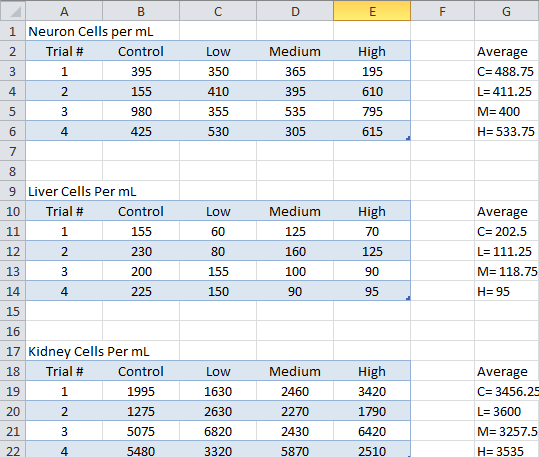 A B C D E F G
1 Neuron Cells per mL
2 Trial # Control Low Medium High Average
3 1 395 350 365 195 C= 488.75
4 2 155 410 395 610 L= 411.25
5 3 980 355 535 795 M= 400
6 4 425 530 305 615 H= 533.75
7
8
9 Liver Cells Per mL
10 Trial # Control Low Medium High Average
11 1 155 60 125 70 C= 202.5
12 2 230 80 160 125 L= 111.25
13 3 200 155 100 90 M= 118.75
14 4 225 150 90 95 H= 95
15
16
17 Kidney Cells Per mL
18 Trial # Control Low Medium High Average
19 1 1995 1630 2460 3420 C= 3456.25
20 2 1275 2630 2270 1790 L= 3600
21 3 5075 6820 2430 6420 M= 3257.5
22 4 5480 3320 5870 2510 H= 3535